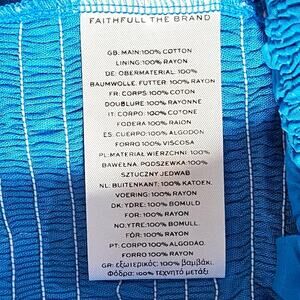 FAITHFULL THE BRAND
GB: MAIN:100% COTTON
LINING:100% RAYON
DE: OBERMATERIAL: 100%
BAUMWOLLE. FUTTER: 100% RAYON
FR: CORPS:100% COTON
DOUBLURE:100% RAYONNE
IT: CORPO: 100% COTONE
FODERA 100% RAION
ES: CUERPO:100% ALGODON
FORRO 100% VISCOSA
PL:MATERIAŁ WIERZCHNI: 100%
BAWEŁNA. PODSZEWKA:100%
SZTUCZNY JEDWAB
NL: BUITENKANT: 100% KATOEN.
VOERING: 100% RAYON
DK: YDRE: 100% BOMULD
FOR: 100% RAYON
NO:YTRE:100% BOMULL.
FÔR: 100% RAYON
PT: CORPO:100% ALGODAO.
FORRO 100% RAYON
GR: εξωτερικός: 100% βαμβάκι.
Φόδρα: 100% τεχνητό μετάξι